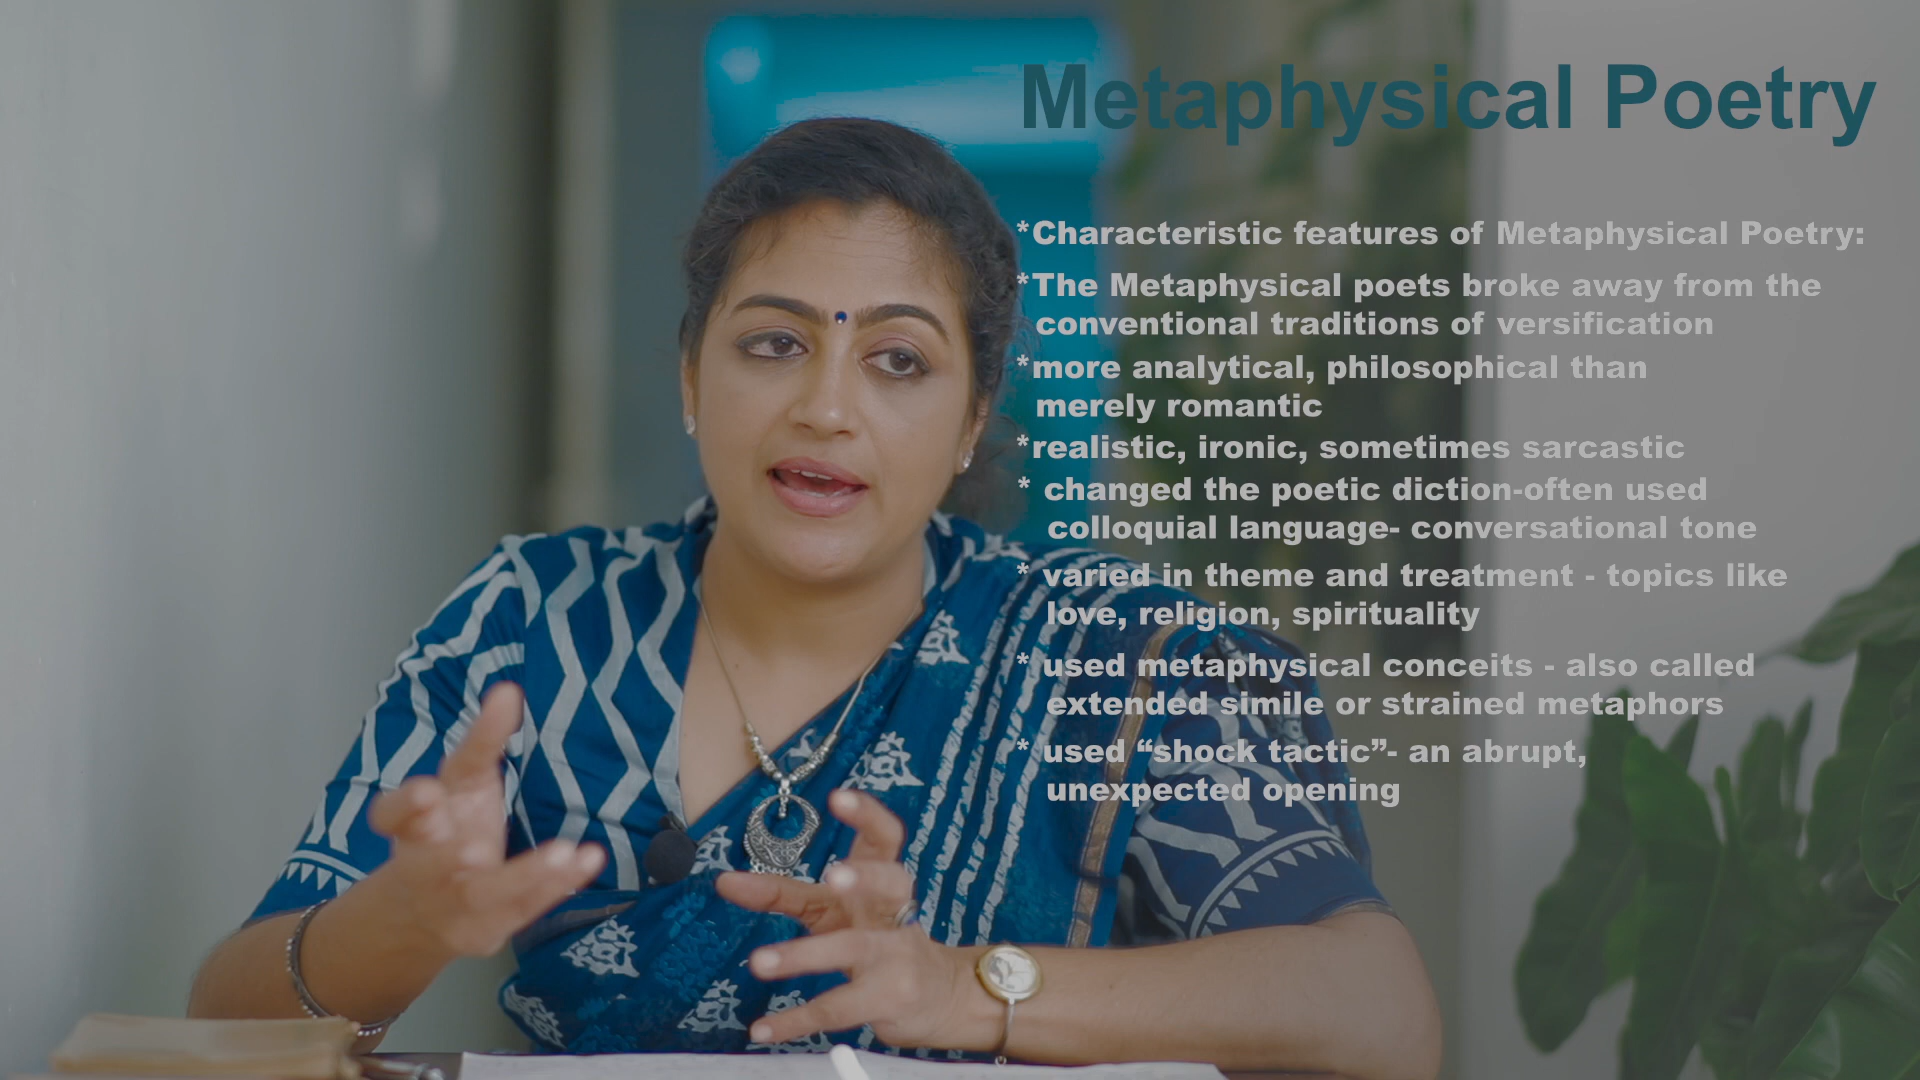 Metaphysical Poetry
*Characteristic features of Metaphysical Poetry:
*The Metaphysical poets broke away from the
conventional traditions of versification
*more analytical, philosophical than
merely romantic
*realistic, ironic, sometimes sarcastic
* changed the poetic diction-often used
colloquial language- conversational tone
* varied in theme and treatment - topics like
love, religion, spirituality
* used metaphysical conceits - also called
extended simile or strained metaphors
* used “shock tactic”- an abrupt,
unexpected opening